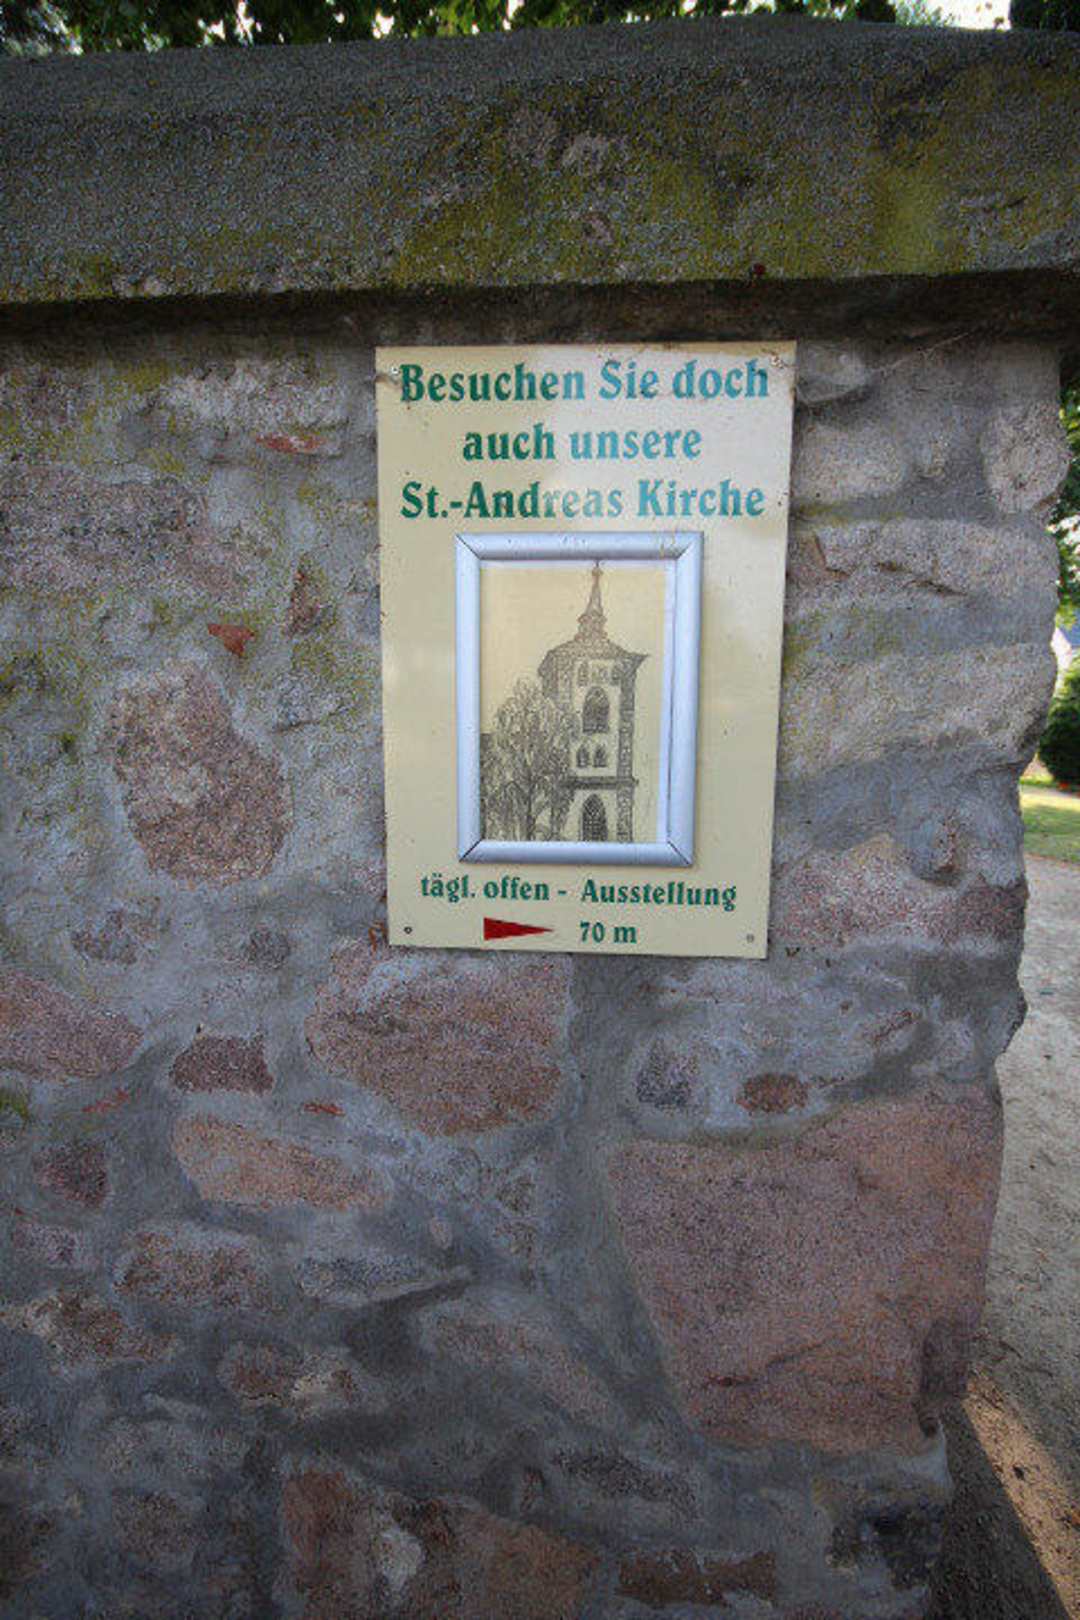 Besuchen Sie doch
auch unsere
St.-Andreas Kirche
tägl. offen - Ausstellung
70 m